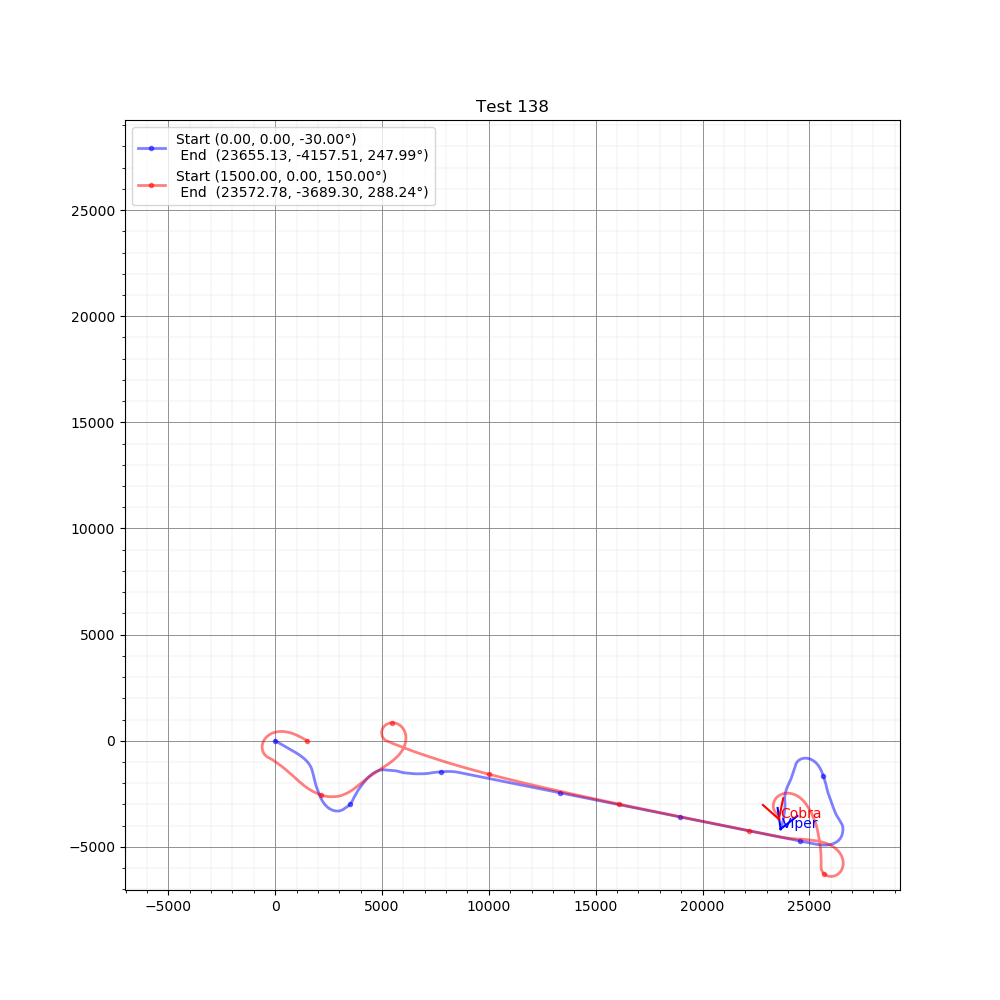 Test 138
Start (0.00, 0.00, -30.00°)
End (23655.13, -4157.51, 247.99°)
Start (1500.00, 0.00, 150.00°)
End (23572.78, -3689.30, 288.24°)
25000
20000
15000
10000
5000
0
−5000
Cobra
Viper
−5000 0 5000 10000 15000 20000 25000